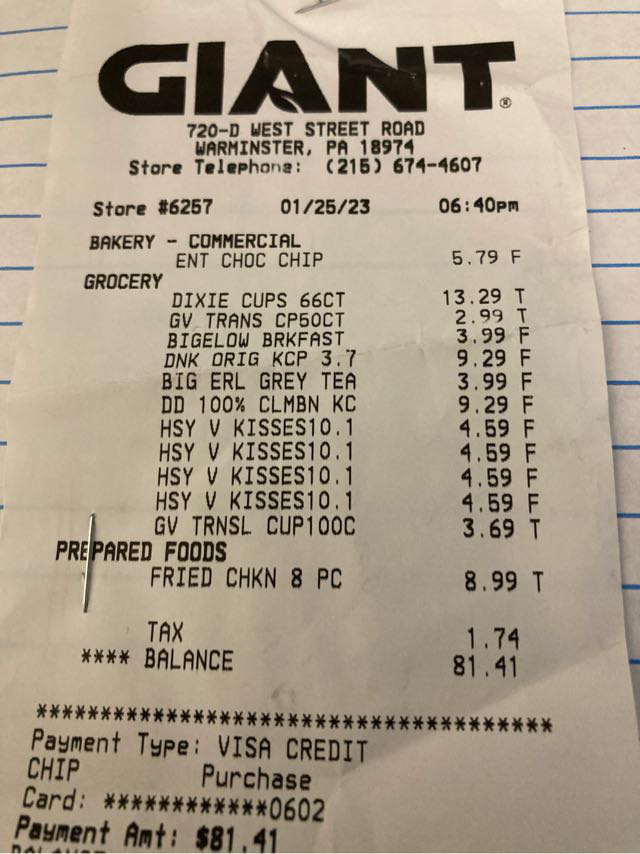 GIANT®
720-D WEST STREET ROAD
WARMINSTER, PA 18974
Store Telephone: (215) 674-4607
Store #6257 01/25/23 06:40pm
BAKERY - COMMERCIAL
ENT CHOC CHIP 5.79 F
GROCERY
DIXIE CUPS 66CT 13.29 T
GV TRANS CP50CT 2.99 T
BIGELOW BRKFAST 3.99 F
DNK ORIG KCP 3.7 9.29 F
BIG ERL GREY TEA 3.99 F
DD 100% CLMBN KC 9.29 F
HSY V KISSES10.1 4.59 F
HSY V KISSES10.1 4.59 F
HSY V KISSES10.1 4.59 F
HSY V KISSES10.1 4.59 F
GV TRNSL CUP100C 3.69 T
PREPARED FOODS
FRIED CHKN 8 PC 8.99 T
TAX 1.74
**** BALANCE 81.41
****************************************
Payment Type: VISA CREDIT
CHIP Purchase
Card: ************0602
Payment Amt: $81.41